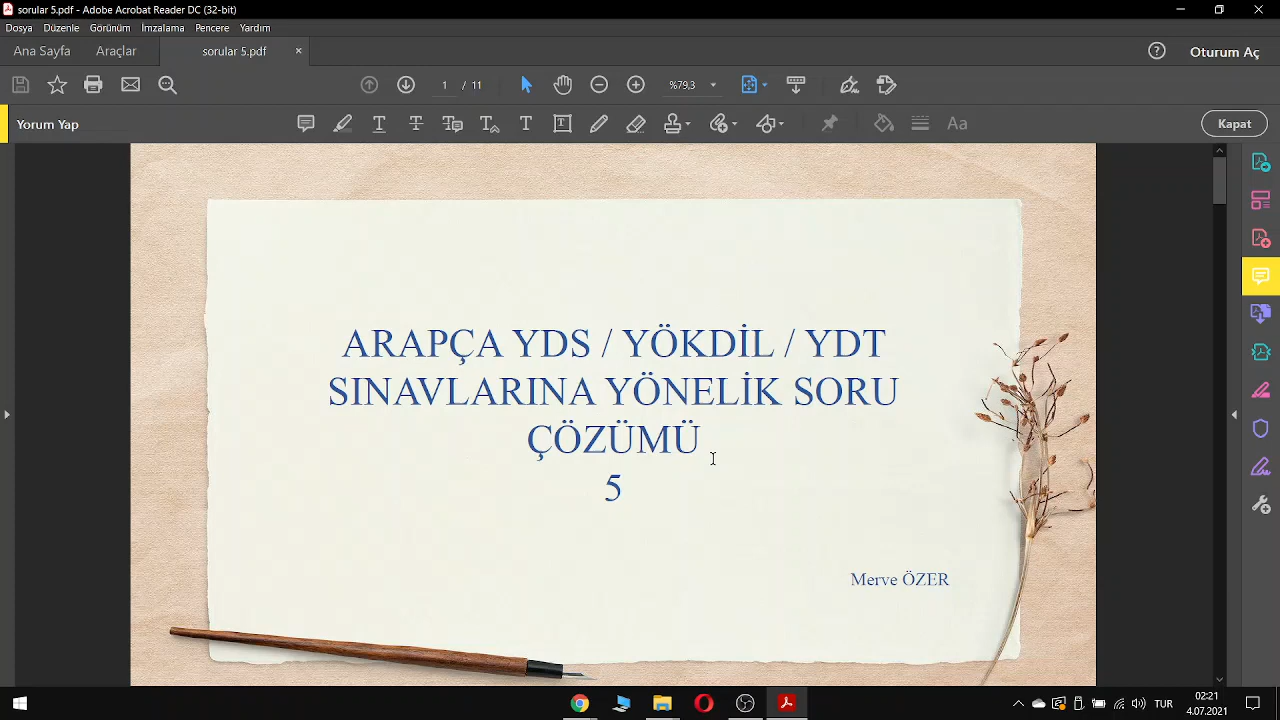 sorular 5.pdf - Adobe Acrobat Reader DC (32-bit)
Dosya Düzenle Görünüm İmzalama Pencere Yardım
Ana Sayfa Araçlar sorular 5.pdf × Oturum Aç
1 / 11 %79,3
Yorum Yap Kapat
ARAPÇA YDS / YÖKDİL / YDT
SINAVLARINA YÖNELİK SORU
ÇÖZÜMÜ
5
Merve ÖZER
TUR 02:21
4.07.2021